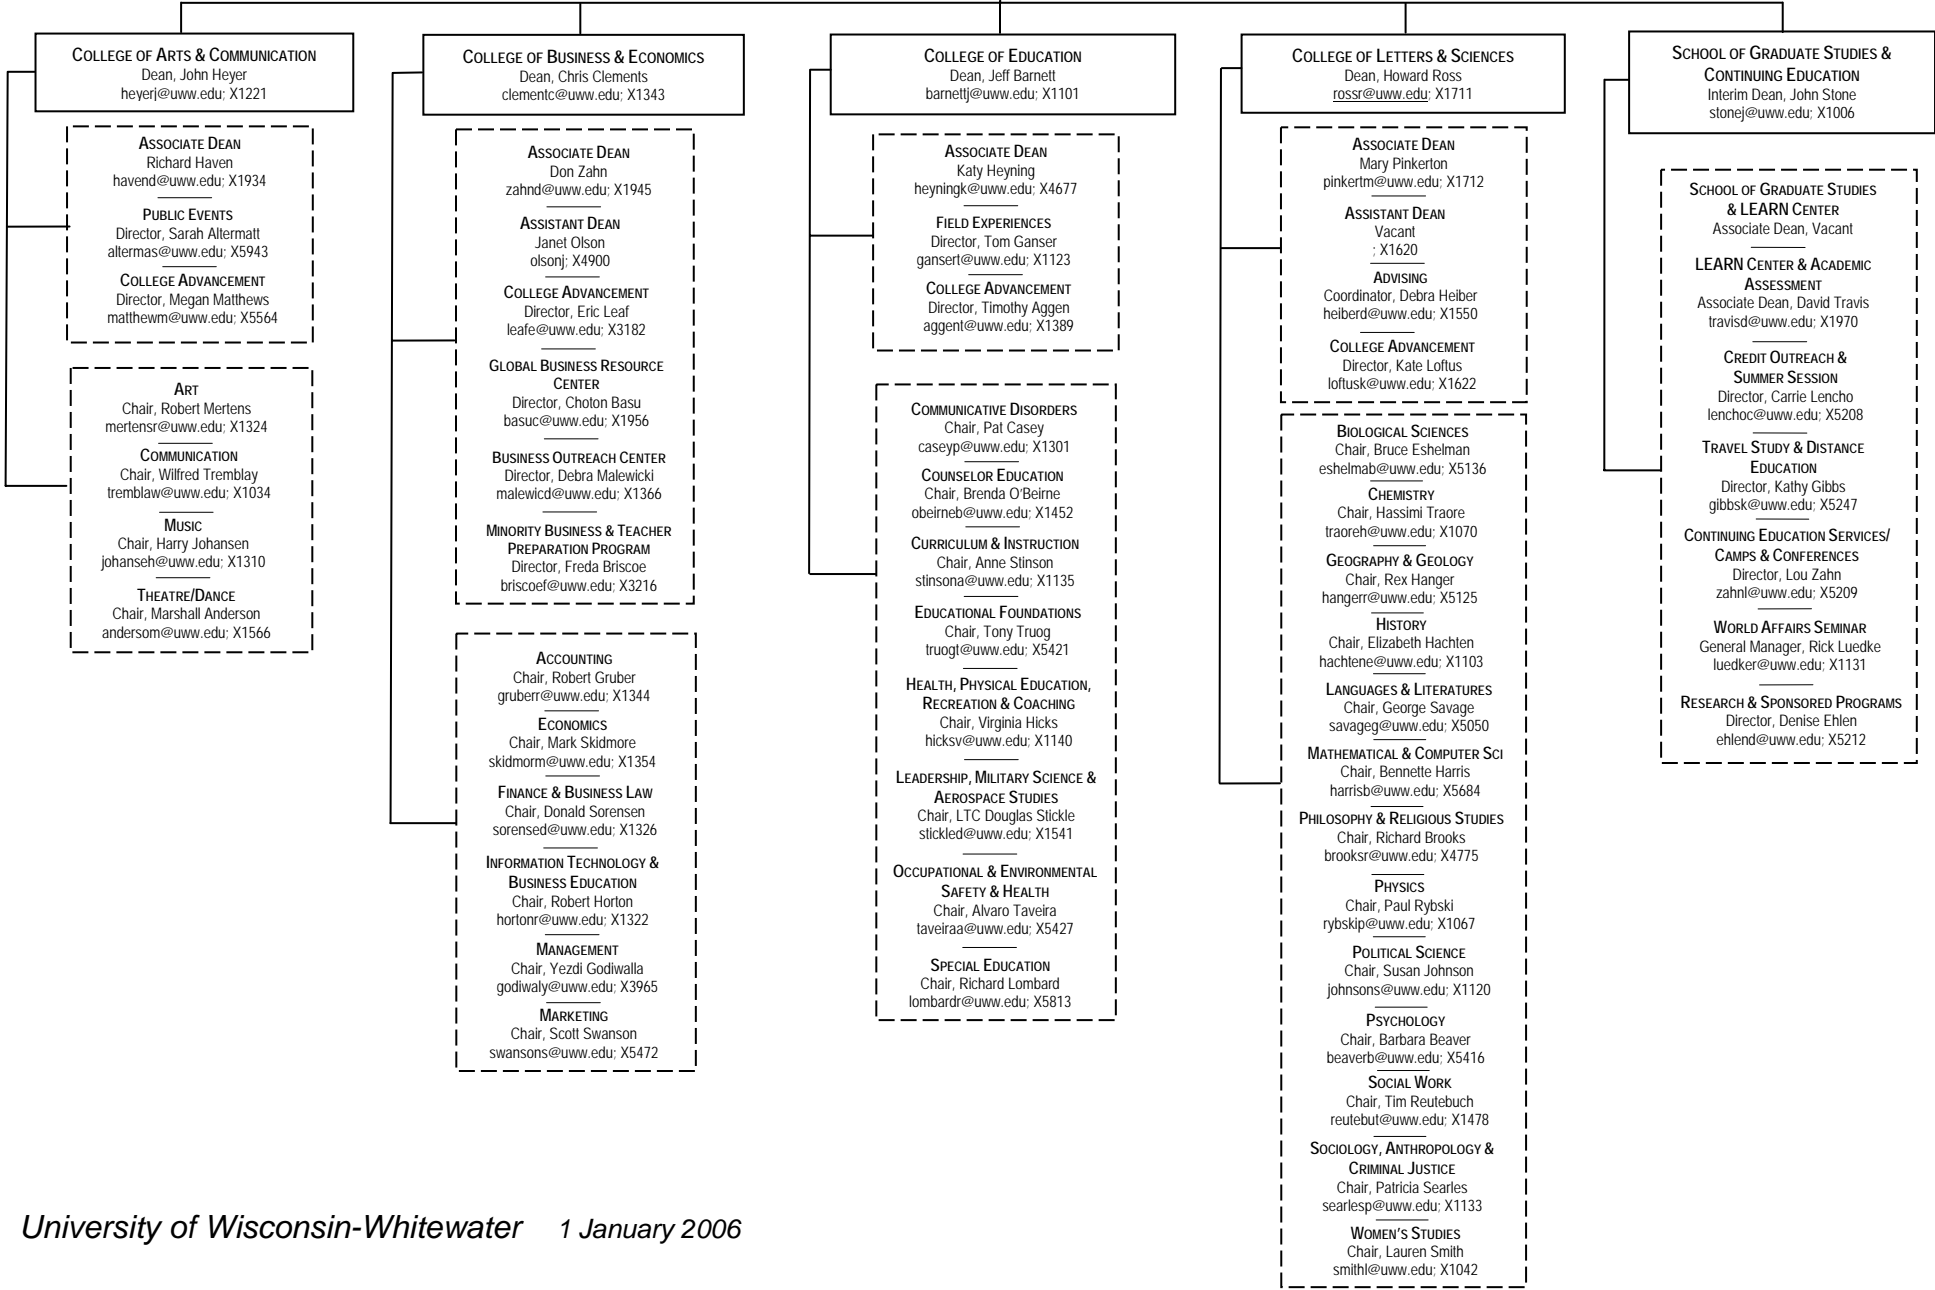 COLLEGE OF ARTS & COMMUNICATION
Dean, John Heyer
heyerj@uww.edu; X1221
ASSOCIATE DEAN
Richard Haven
havend@uww.edu; X1934
PUBLIC EVENTS
Director, Sarah Altermatt
altermas@uww.edu; X5943
COLLEGE ADVANCEMENT
Director, Megan Matthews
matthewm@uww.edu; X5564
ART
Chair, Robert Mertens
mertensr@uww.edu; X1324
COMMUNICATION
Chair, Wilfred Tremblay
tremblaw@uww.edu; X1034
MUSIC
Chair, Harry Johansen
johanseh@uww.edu; X1310
THEATRE/DANCE
Chair, Marshall Anderson
andersom@uww.edu; X1566
COLLEGE OF BUSINESS & ECONOMICS
Dean, Chris Clements
clementc@uww.edu; X1343
ASSOCIATE DEAN
Don Zahn
zahnd@uww.edu; X1945
ASSISTANT DEAN
Janet Olson
olsonj; X4900
COLLEGE ADVANCEMENT
Director, Eric Leaf
leafe@uww.edu; X3182
GLOBAL BUSINESS RESOURCE
CENTER
Director, Choton Basu
basuc@uww.edu; X1956
BUSINESS OUTREACH CENTER
Director, Debra Malewicki
malewicd@uww.edu; X1366
MINORITY BUSINESS & TEACHER
PREPARATION PROGRAM
Director, Freda Briscoe
briscoef@uww.edu; X3216
ACCOUNTING
Chair, Robert Gruber
gruberr@uww.edu; X1344
ECONOMICS
Chair, Mark Skidmore
skidmorm@uww.edu; X1354
FINANCE & BUSINESS LAW
Chair, Donald Sorensen
sorensed@uww.edu; X1326
INFORMATION TECHNOLOGY &
BUSINESS EDUCATION
Chair, Robert Horton
hortonr@uww.edu; X1322
MANAGEMENT
Chair, Yezdi Godiwalla
godiwaly@uww.edu; X3965
MARKETING
Chair, Scott Swanson
swansons@uww.edu; X5472
COLLEGE OF EDUCATION
Dean, Jeff Barnett
barnettj@uww.edu; X1101
ASSOCIATE DEAN
Katy Heyning
heyningk@uww.edu; X4677
FIELD EXPERIENCES
Director, Tom Ganser
gansert@uww.edu; X1123
COLLEGE ADVANCEMENT
Director, Timothy Aggen
aggent@uww.edu; X1389
COMMUNICATIVE DISORDERS
Chair, Pat Casey
caseyp@uww.edu; X1301
COUNSELOR EDUCATION
Chair, Brenda O'Beirne
obeirneb@uww.edu; X1452
CURRICULUM & INSTRUCTION
Chair, Anne Stinson
stinsona@uww.edu; X1135
EDUCATIONAL FOUNDATIONS
Chair, Tony Truog
truogt@uww.edu; X5421
HEALTH, PHYSICAL EDUCATION,
RECREATION & COACHING
Chair, Virginia Hicks
hicksv@uww.edu; X1140
LEADERSHIP, MILITARY SCIENCE &
AEROSPACE STUDIES
Chair, LTC Douglas Stickle
stickled@uww.edu; X1541
OCCUPATIONAL & ENVIRONMENTAL
SAFETY & HEALTH
Chair, Alvaro Taveira
taveiraa@uww.edu; X5427
SPECIAL EDUCATION
Chair, Richard Lombard
lombardr@uww.edu; X5813
COLLEGE OF LETTERS & SCIENCES
Dean, Howard Ross
rossr@uww.edu; X1711
ASSOCIATE DEAN
Mary Pinkerton
pinkertm@uww.edu; X1712
ASSISTANT DEAN
Vacant
; X1620
ADVISING
Coordinator, Debra Heiber
heiberd@uww.edu; X1550
COLLEGE ADVANCEMENT
Director, Kate Loftus
loftusk@uww.edu; X1622
BIOLOGICAL SCIENCES
Chair, Bruce Eshelman
eshelmab@uww.edu; X5136
CHEMISTRY
Chair, Hassimi Traore
traoreh@uww.edu; X1070
GEOGRAPHY & GEOLOGY
Chair, Rex Hanger
hangerr@uww.edu; X5125
HISTORY
Chair, Elizabeth Hachten
hachtene@uww.edu; X1103
LANGUAGES & LITERATURES
Chair, George Savage
savageg@uww.edu; X5050
MATHEMATICAL & COMPUTER SCI
Chair, Bennette Harris
harrisb@uww.edu; X5684
PHILOSOPHY & RELIGIOUS STUDIES
Chair, Richard Brooks
brooksr@uww.edu; X4775
PHYSICS
Chair, Paul Rybski
rybskip@uww.edu; X1067
POLITICAL SCIENCE
Chair, Susan Johnson
johnsons@uww.edu; X1120
PSYCHOLOGY
Chair, Barbara Beaver
beaverb@uww.edu; X5416
SOCIAL WORK
Chair, Tim Reutebuch
reutebut@uww.edu; X1478
SOCIOLOGY, ANTHROPOLOGY &
CRIMINAL JUSTICE
Chair, Patricia Searles
searlesp@uww.edu; X1133
WOMEN'S STUDIES
Chair, Lauren Smith
smithl@uww.edu; X1042
SCHOOL OF GRADUATE STUDIES &
CONTINUING EDUCATION
Interim Dean, John Stone
stonej@uww.edu; X1006
SCHOOL OF GRADUATE STUDIES
& LEARN CENTER
Associate Dean, Vacant
LEARN CENTER & ACADEMIC
ASSESSMENT
Associate Dean, David Travis
travisd@uww.edu; X1970
CREDIT OUTREACH &
SUMMER SESSION
Director, Carrie Lencho
lenchoc@uww.edu; X5208
TRAVEL STUDY & DISTANCE
EDUCATION
Director, Kathy Gibbs
gibbsk@uww.edu; X5247
CONTINUING EDUCATION SERVICES/
CAMPS & CONFERENCES
Director, Lou Zahn
zahnl@uww.edu; X5209
WORLD AFFAIRS SEMINAR
General Manager, Rick Luedke
luedker@uww.edu; X1131
RESEARCH & SPONSORED PROGRAMS
Director, Denise Ehlen
ehlend@uww.edu; X5212
University of Wisconsin-Whitewater 1 January 2006